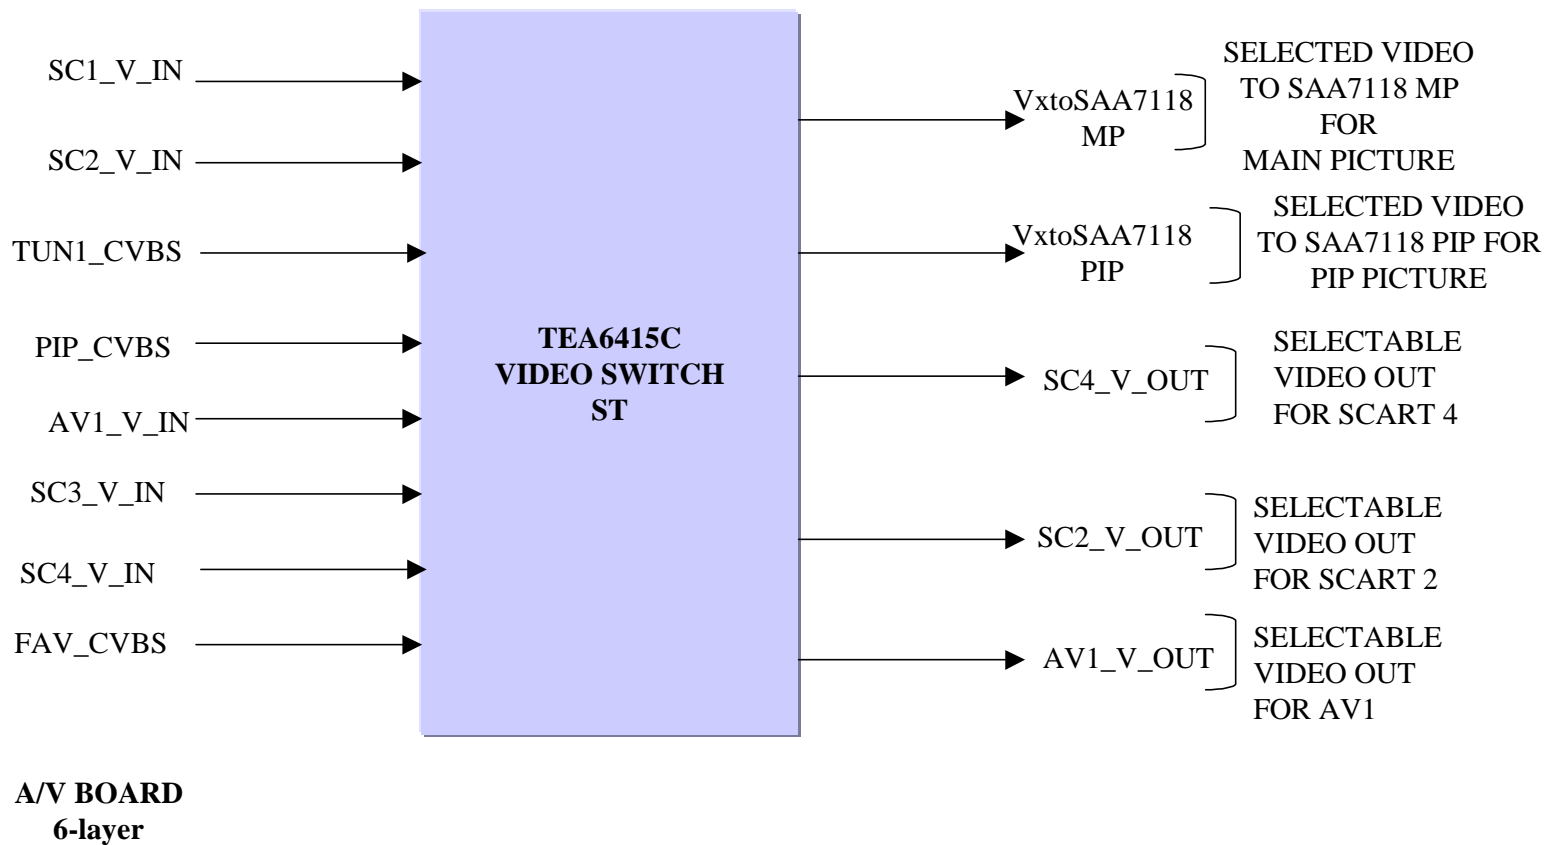 SC1_V_IN
SC2_V_IN
TUN1_CVBS
PIP_CVBS
AV1_V_IN
SC3_V_IN
SC4_V_IN
FAV_CVBS
TEA6415C
VIDEO SWITCH
ST
VxtoSAA7118
MP
SELECTED VIDEO
TO SAA7118 MP
FOR
MAIN PICTURE
VxtoSAA7118
PIP
SELECTED VIDEO
TO SAA7118 PIP FOR
PIP PICTURE
SC4_V_OUT
SELECTABLE
VIDEO OUT
FOR SCART 4
SC2_V_OUT
SELECTABLE
VIDEO OUT
FOR SCART 2
AV1_V_OUT
SELECTABLE
VIDEO OUT
FOR AV1
A/V BOARD
6-layer